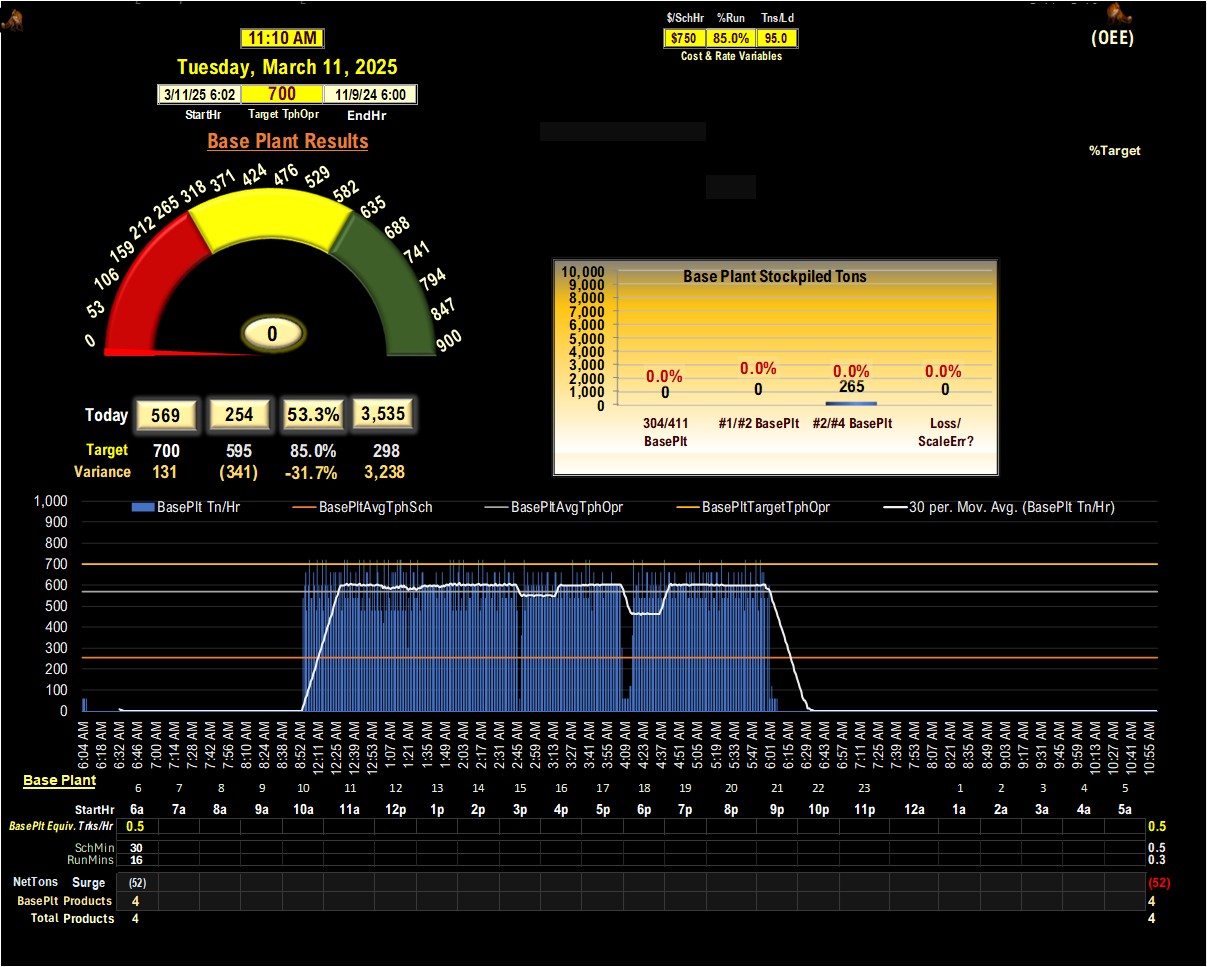 $/SchHr %Run Tns/Ld
11:10 AM $750 85.0% 95.0 (OEE)
Cost & Rate Variables
Tuesday, March 11, 2025
3/11/25 6:02 700 11/9/24 6:00
StartHr Target TphOpr EndHr
Base Plant Results
%Target
0 53 106 159 212 265 318 371 424 476 529 582 635 688 741 794 847 900
0
Base Plant Stockpiled Tons
10,000
9,000
8,000
7,000
6,000
5,000
4,000
3,000
2,000
1,000
0
0.0% 0.0% 0.0% 0.0%
0 0 265 0
304/411 #1/#2 BasePlt #2/#4 BasePlt Loss/
BasePlt ScaleErr?
Today 569 254 53.3% 3,535
Target 700 595 85.0% 298
Variance 131 (341) -31.7% 3,238
BasePlt Tn/Hr BasePltAvgTphSch BasePltAvgTphOpr BasePltTargetTphOpr 30 per. Mov. Avg. (BasePlt Tn/Hr)
1,000
900
800
700
600
500
400
300
200
100
0
6:04 AM 6:18 AM 6:32 AM 6:46 AM 7:00 AM 7:14 AM 7:28 AM 7:42 AM 7:56 AM 8:10 AM 8:24 AM 8:38 AM 8:52 AM 12:11 AM 12:25 AM 12:39 AM 12:53 AM 1:07 AM 1:21 AM 1:35 AM 1:49 AM 2:03 AM 2:17 AM 2:31 AM 2:45 AM 2:59 AM 3:13 AM 3:27 AM 3:41 AM 3:55 AM 4:09 AM 4:23 AM 4:37 AM 4:51 AM 5:05 AM 5:19 AM 5:33 AM 5:47 AM 6:01 AM 6:15 AM 6:29 AM 6:43 AM 6:57 AM 7:11 AM 7:25 AM 7:39 AM 7:53 AM 8:07 AM 8:21 AM 8:35 AM 8:49 AM 9:03 AM 9:17 AM 9:31 AM 9:45 AM 9:59 AM 10:13 AM 10:27 AM 10:41 AM 10:55 AM
Base Plant
6 7 8 9 10 11 12 13 14 15 16 17 18 19 20 21 22 23 1 2 3 4 5
StartHr 6a 7a 8a 9a 10a 11a 12p 1p 2p 3p 4p 5p 6p 7p 8p 9p 10p 11p 12a 1a 2a 3a 4a 5a
BasePlt Equiv. Trks/Hr 0.5 0.5
SchMin 30 0.5
RunMins 16 0.3
NetTons Surge (52) (52)
BasePlt Products 4 4
Total Products 4 4